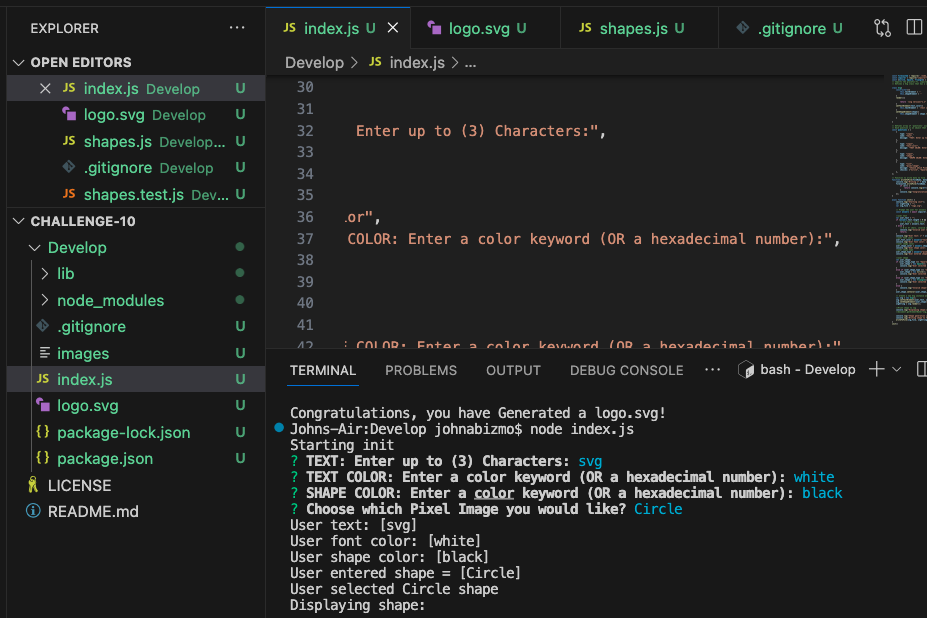 EXPLORER ...
OPEN EDITORS
JS index.js Develop U
logo.svg Develop U
JS shapes.js Develop... U
.gitignore Develop U
JS shapes.test.js Dev... U
CHALLENGE-10
Develop
lib
node_modules
.gitignore U
images U
JS index.js U
logo.svg U
{} package-lock.json U
{} package.json U
LICENSE
README.md
JS index.js U
logo.svg U
JS shapes.js U
.gitignore U
Develop > JS index.js > ...
30
31
32 Enter up to (3) Characters:",
33
34
35
36 .or",
37 COLOR: Enter a color keyword (OR a hexadecimal number):",
38
39
40
41
42 : COLOR: Enter a color keyword (OR a hexadecimal number):"
TERMINAL PROBLEMS OUTPUT DEBUG CONSOLE ... bash - Develop
Congratulations, you have Generated a logo.svg!
Johns-Air:Develop johnabizmo$ node index.js
Starting init
? TEXT: Enter up to (3) Characters: svg
? TEXT COLOR: Enter a color keyword (OR a hexadecimal number): white
? SHAPE COLOR: Enter a color keyword (OR a hexadecimal number): black
? Choose which Pixel Image you would like? Circle
User text: [svg]
User font color: [white]
User shape color: [black]
User entered shape = [Circle]
User selected Circle shape
Displaying shape: